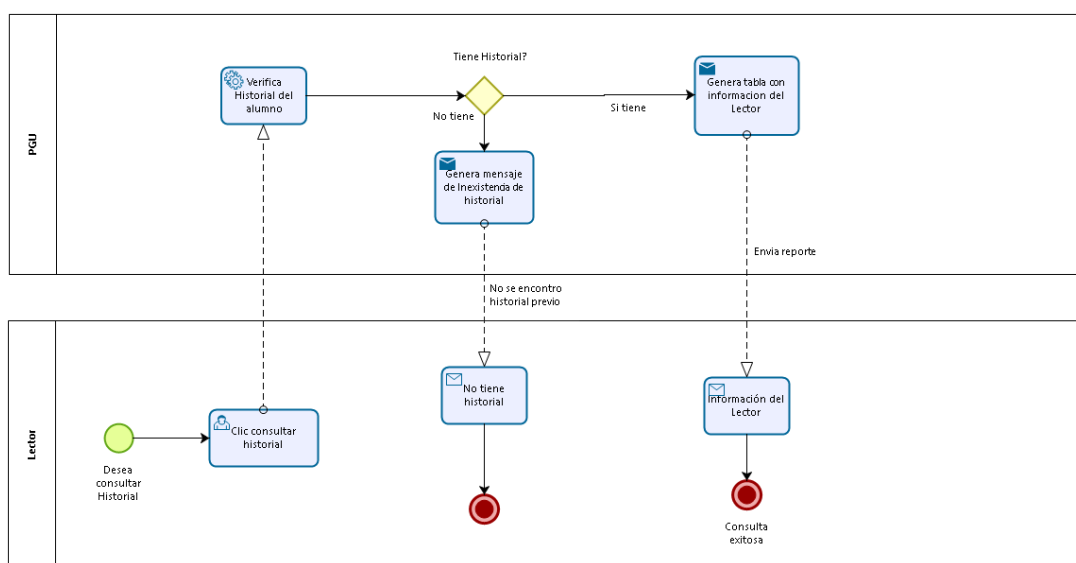 PGU
Tiene Historial?
Verifica
Historial del
alumno
No tiene
Si tiene
Genera tabla con
informacion del
Lector
Genera mensaje
de Inexistencia de
historial
Envia reporte
No se encontro
historial previo
Lector
Desea
consultar
Historial
Clic consultar
historial
No tiene
historial
Información del
Lector
Consulta
exitosa